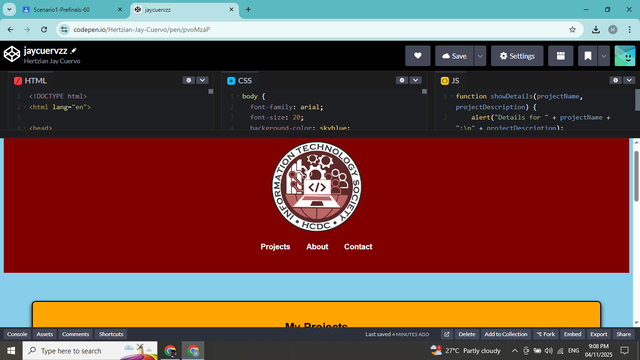 Scenario1-Prefinals-60
jaycuervzz
codepen.io/Hertzian-Jay-Cuervo/pen/pvoMzaP
jaycuervzz
Hertzian Jay Cuervo
Save
Settings
HTML
CSS
JS
1 <!DOCTYPE html>
2 <html lang="en">
3
<head>
1 body {
2 font-family: arial;
3 font-size: 20;
background-color: skyblue;
1 function showDetails(projectName,
projectDescription) {
2 alert("Details for " + projectName +
":\n" + projectDescription);
INFORMATION TECHNOLOGY SOCIETY
</>
• HCDC •
Projects About Contact
My Projects
Console Assets Comments Shortcuts Last saved 4 MINUTES AGO Delete Add to Collection Fork Embed Export Share
Type here to search
27°C Partly cloudy
ENG
9:08 PM
04/11/2025